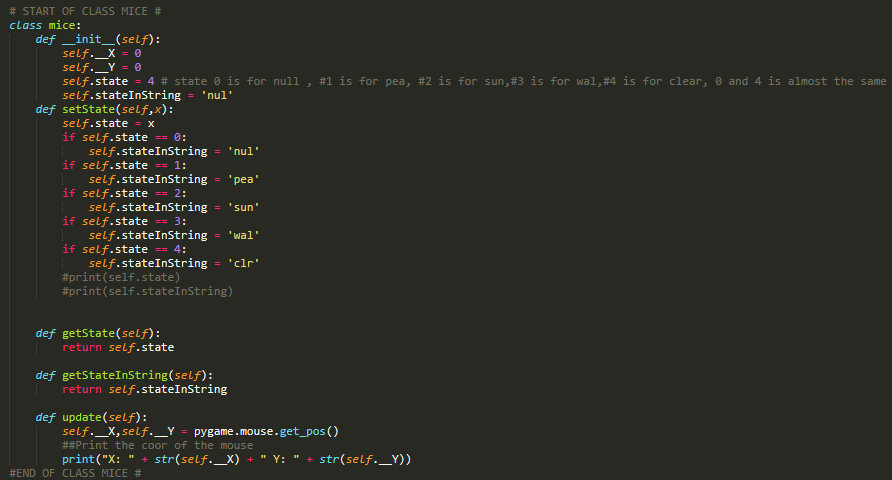 # START OF CLASS MICE #
class mice:
    def __init__(self):
        self.__X = 0
        self.__Y = 0
        self.state = 4 # state 0 is for null , #1 is for pea, #2 is for sun,#3 is for wal,#4 is for clear, 0 and 4 is almost the same
        self.stateInString = 'nul'
    def setState(self,x):
        self.state = x
        if self.state == 0:
            self.stateInString = 'nul'
        if self.state == 1:
            self.stateInString = 'pea'
        if self.state == 2:
            self.stateInString = 'sun'
        if self.state == 3:
            self.stateInString = 'wal'
        if self.state == 4:
            self.stateInString = 'clr'
        #print(self.state)
        #print(self.stateInString)
    def getState(self):
        return self.state
    def getStateInString(self):
        return self.stateInString
    def update(self):
        self.__X,self.__Y = pygame.mouse.get_pos()
        ##Print the coor of the mouse
        print("X: " + str(self.__X) + " Y: " + str(self.__Y))
#END OF CLASS MICE #